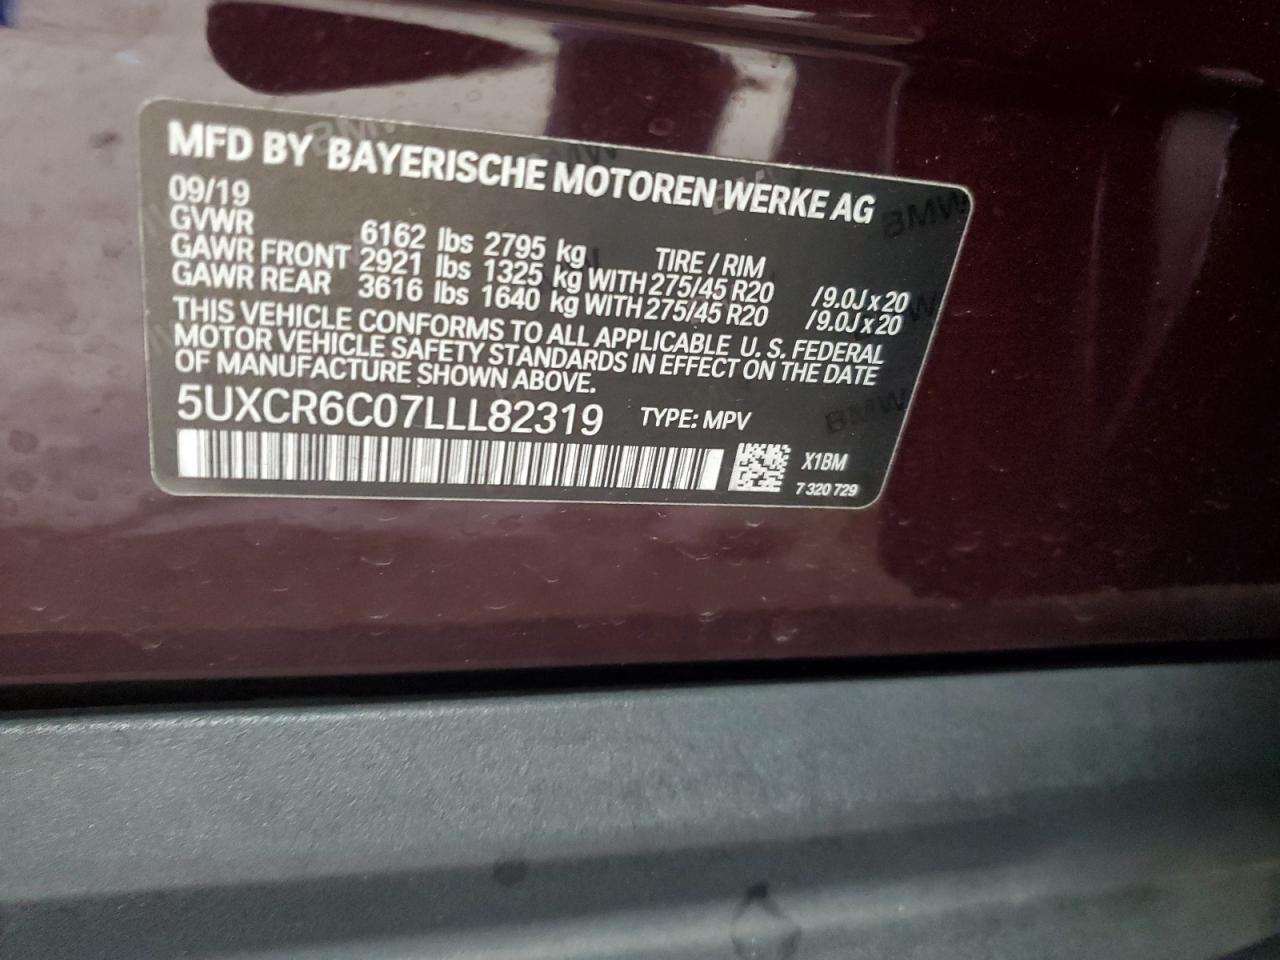 MFD BY BAYERISCHE MOTOREN WERKE AG
09/19
GVWR 6162 lbs 2795 kg TIRE / RIM
GAWR FRONT 2921 lbs 1325 kg WITH 275/45 R20 /9.0J x 20
GAWR REAR 3616 lbs 1640 kg WITH 275/45 R20 /9.0J x 20
THIS VEHICLE CONFORMS TO ALL APPLICABLE U. S. FEDERAL
MOTOR VEHICLE SAFETY STANDARDS IN EFFECT ON THE DATE
OF MANUFACTURE SHOWN ABOVE.
5UXCR6C07LLL82319 TYPE: MPV
X1BM
7 320 729